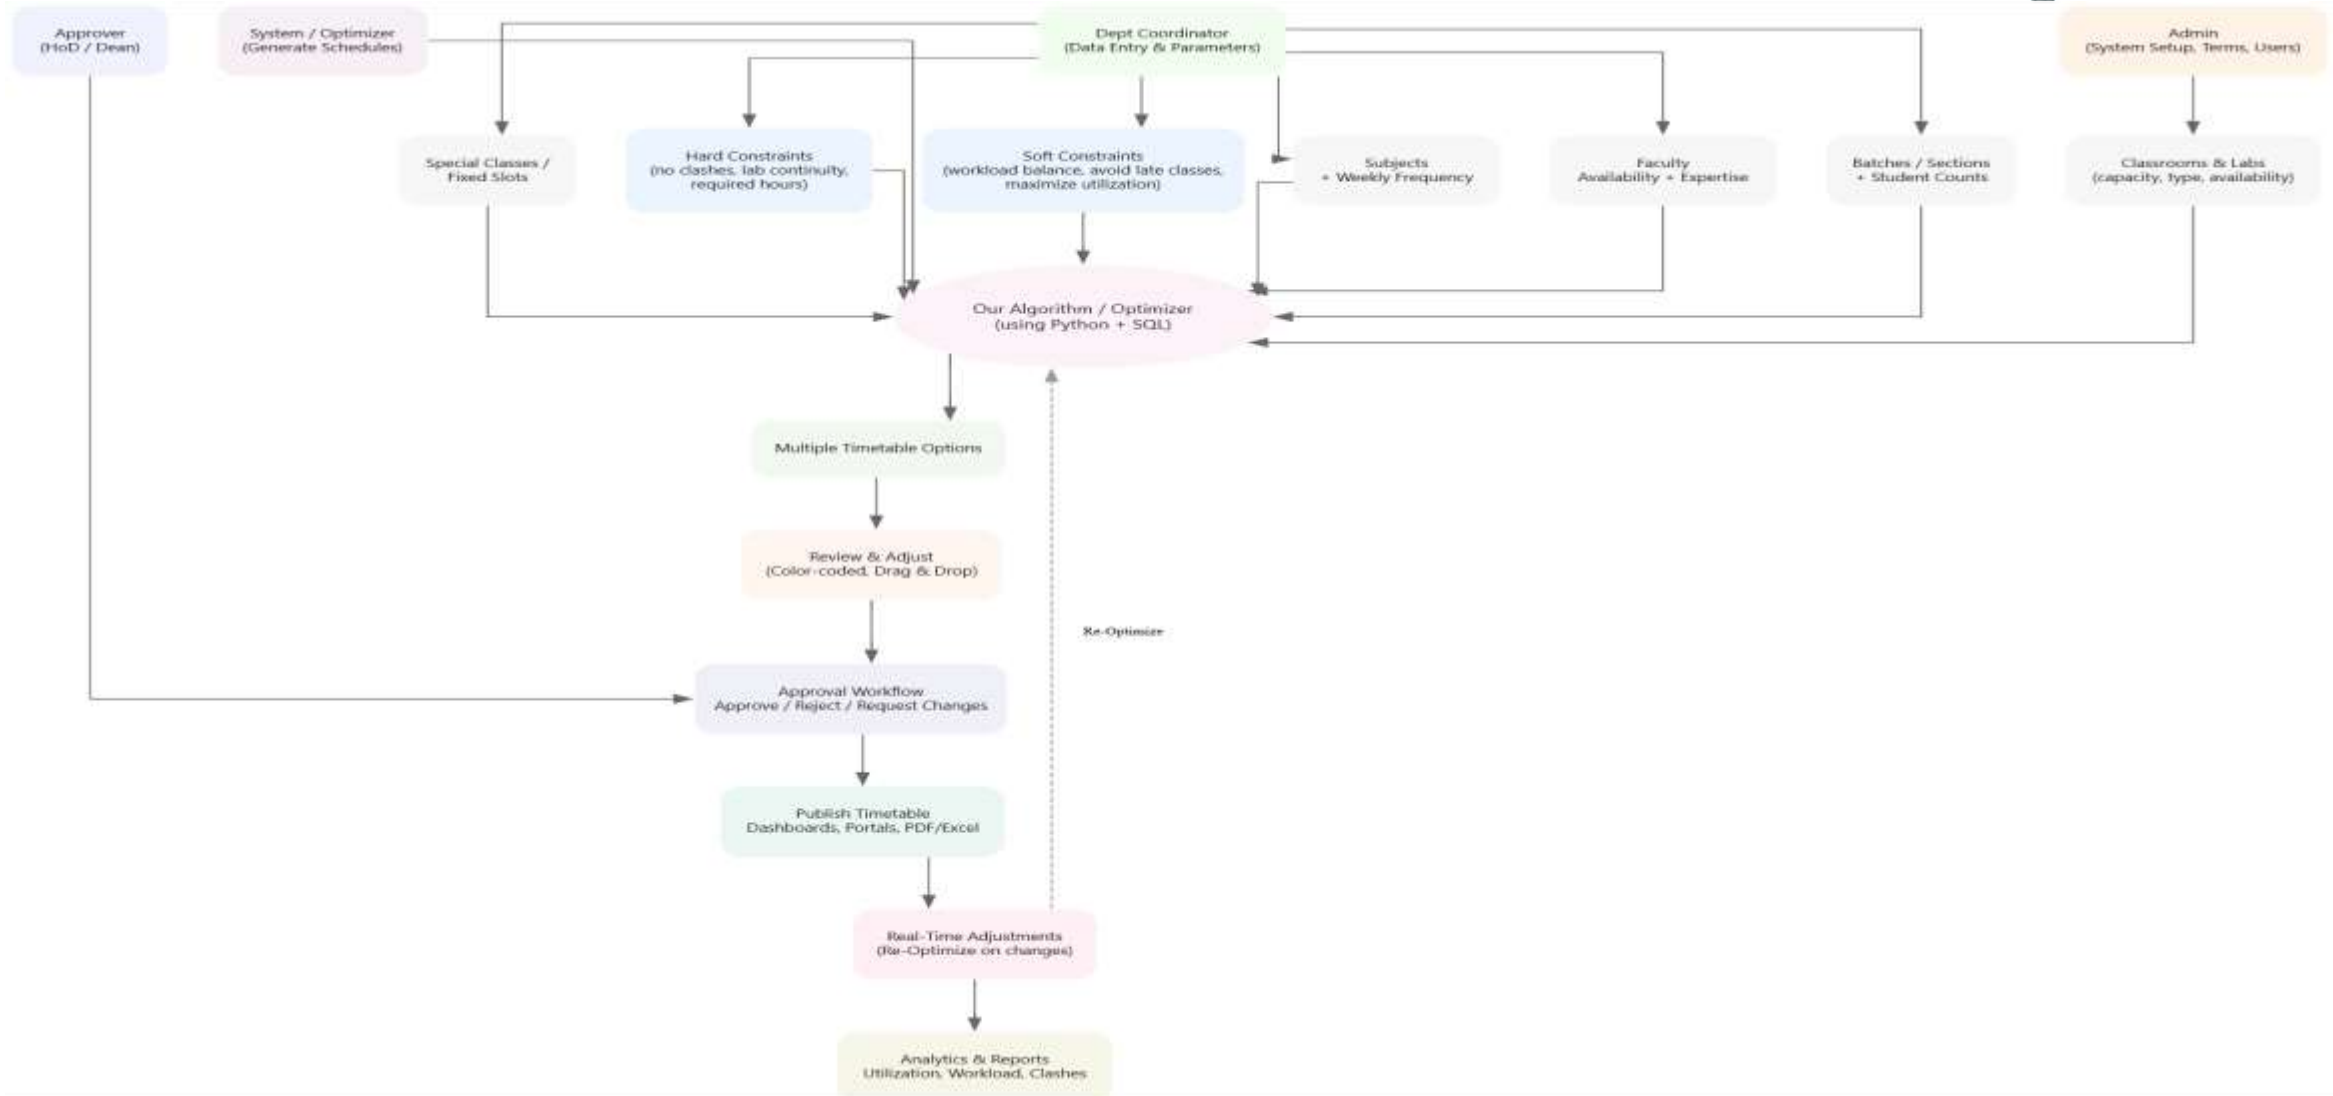 Approver
(HoD / Dean)
System / Optimizer
(Generate Schedules)
Dept Coordinator
(Data Entry & Parameters)
Admin
(System Setup, Terms, Users)
Special Classes /
Fixed Slots
Hard Constraints
(no clashes, lab continuity,
required hours)
Soft Constraints
(workload balance, avoid late classes,
maximize utilization)
Subjects
+ Weekly Frequency
Faculty
Availability + Expertise
Batches / Sections
+ Student Counts
Classrooms & Labs
(capacity, type, availability)
Our Algorithm / Optimizer
(using Python + SQL)
Multiple Timetable Options
Review & Adjust
(Color-coded, Drag & Drop)
Re-Optimize
Approval Workflow
Approve / Reject / Request Changes
Publish Timetable
Dashboards, Portals, PDF/Excel
Real-Time Adjustments
(Re-Optimize on changes)
Analytics & Reports
Utilization, Workload, Clashes